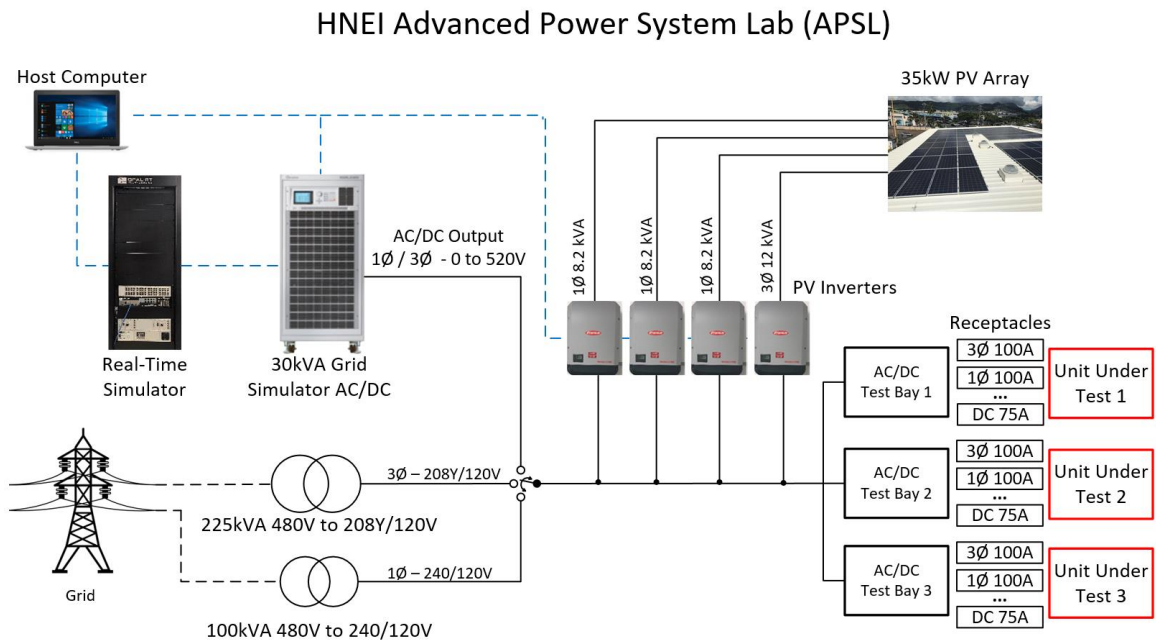 HNEI Advanced Power System Lab (APSL)
Host Computer
35kW PV Array
OPAL-RT
AC/DC Output
1Ø / 3Ø - 0 to 520V
1Ø 8.2 kVA
1Ø 8.2 kVA
1Ø 8.2 kVA
3Ø 12 kVA
PV Inverters
Real-Time
Simulator
30kVA Grid
Simulator AC/DC
Receptacles
AC/DC
Test Bay 1
3Ø 100A
1Ø 100A
...
DC 75A
Unit Under
Test 1
3Ø – 208Y/120V
225kVA 480V to 208Y/120V
AC/DC
Test Bay 2
3Ø 100A
1Ø 100A
...
DC 75A
Unit Under
Test 2
1Ø – 240/120V
100kVA 480V to 240/120V
Grid
AC/DC
Test Bay 3
3Ø 100A
1Ø 100A
...
DC 75A
Unit Under
Test 3